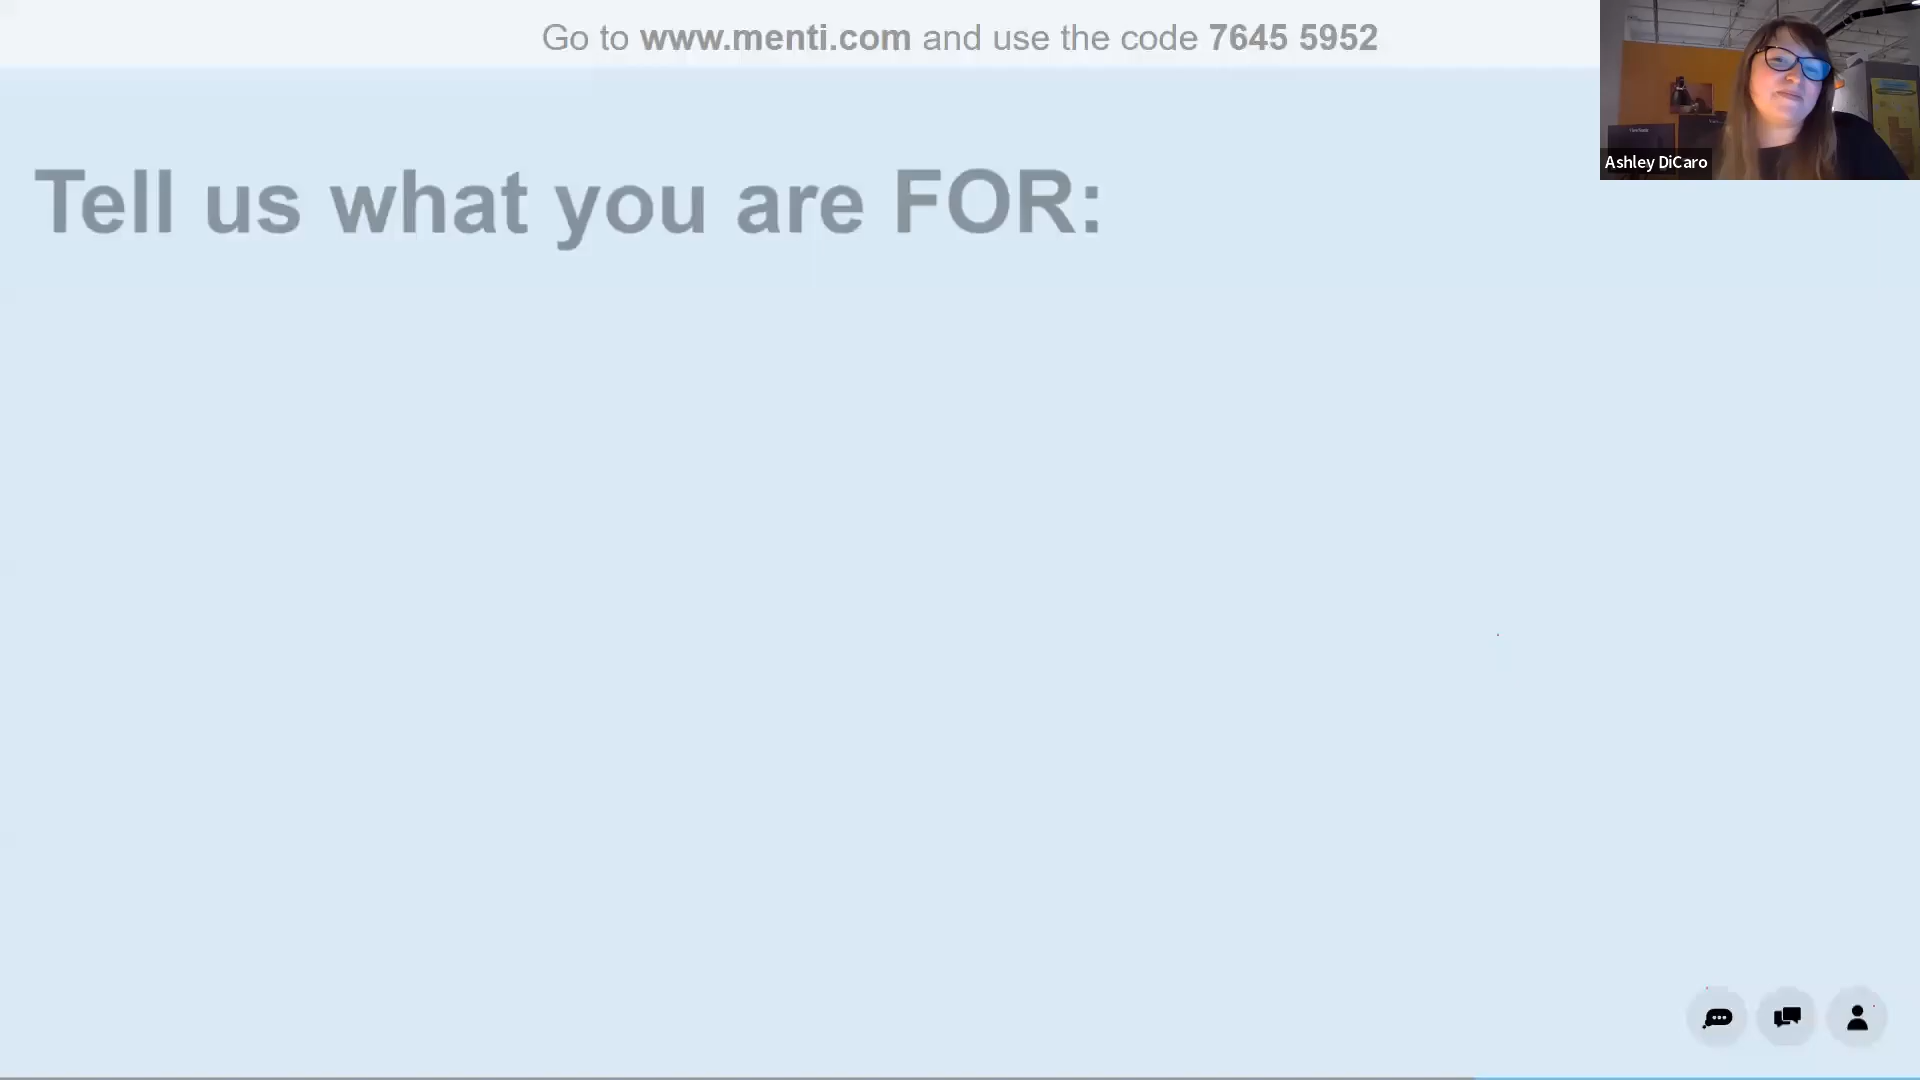 Go to www.menti.com and use the code 7645 5952
Ashley DiCaro
Tell us what you are FOR: